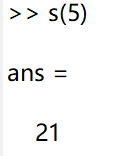 >> s(5)
ans =
21